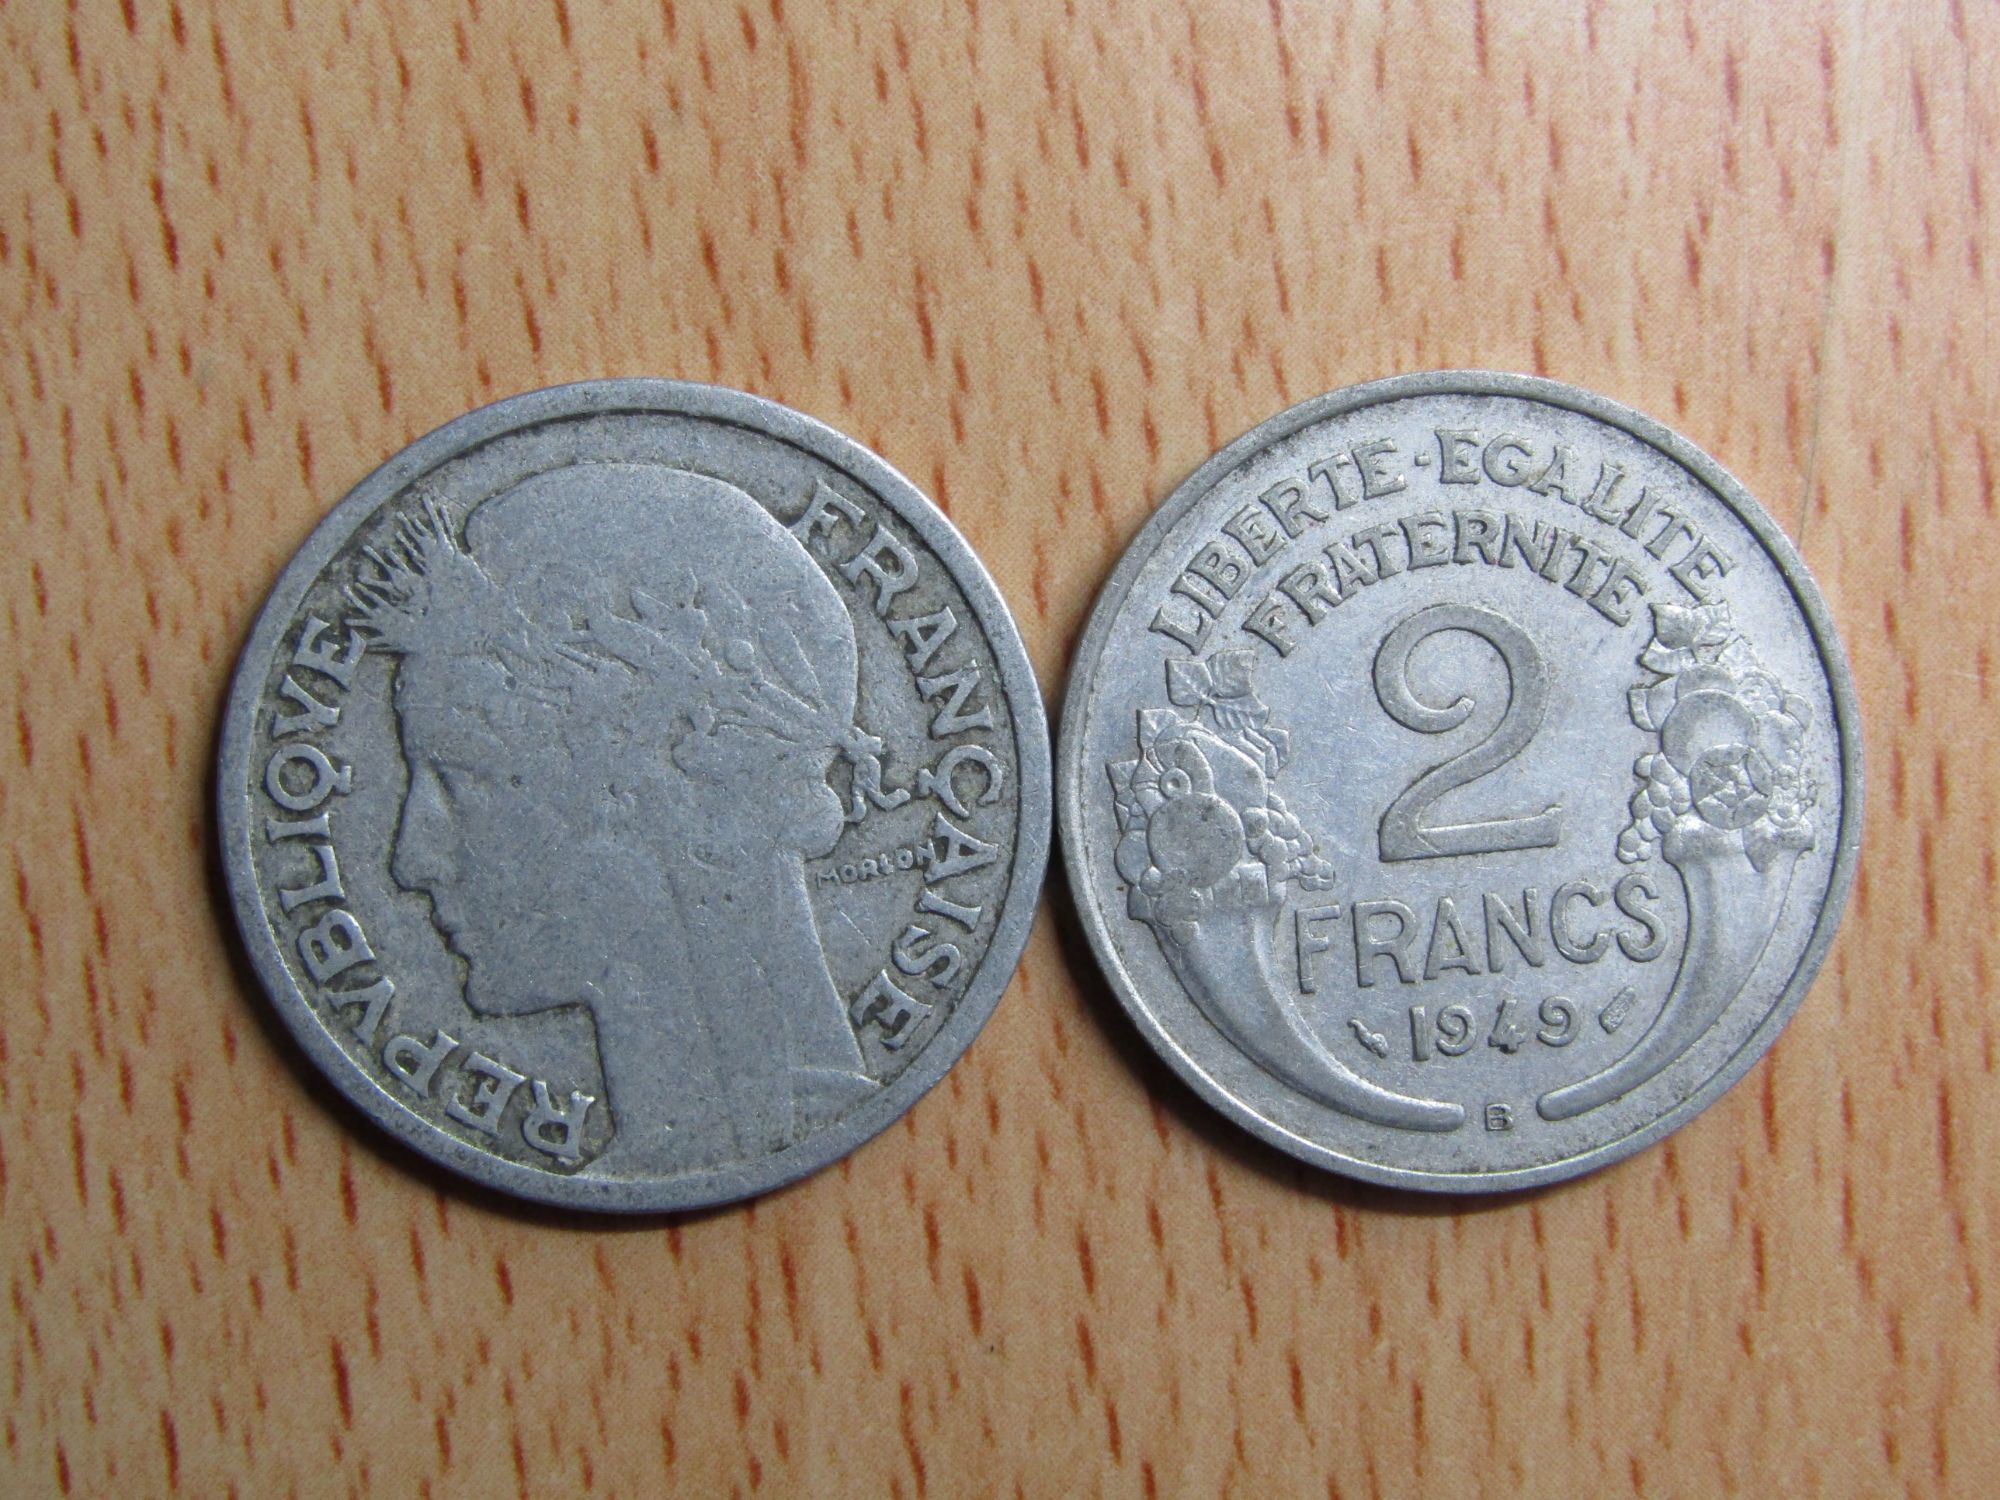 REPVBLIQVE FRANÇAISE
MORLON
LIBERTE·EGALITE
FRATERNITE
2
FRANCS
1949
B